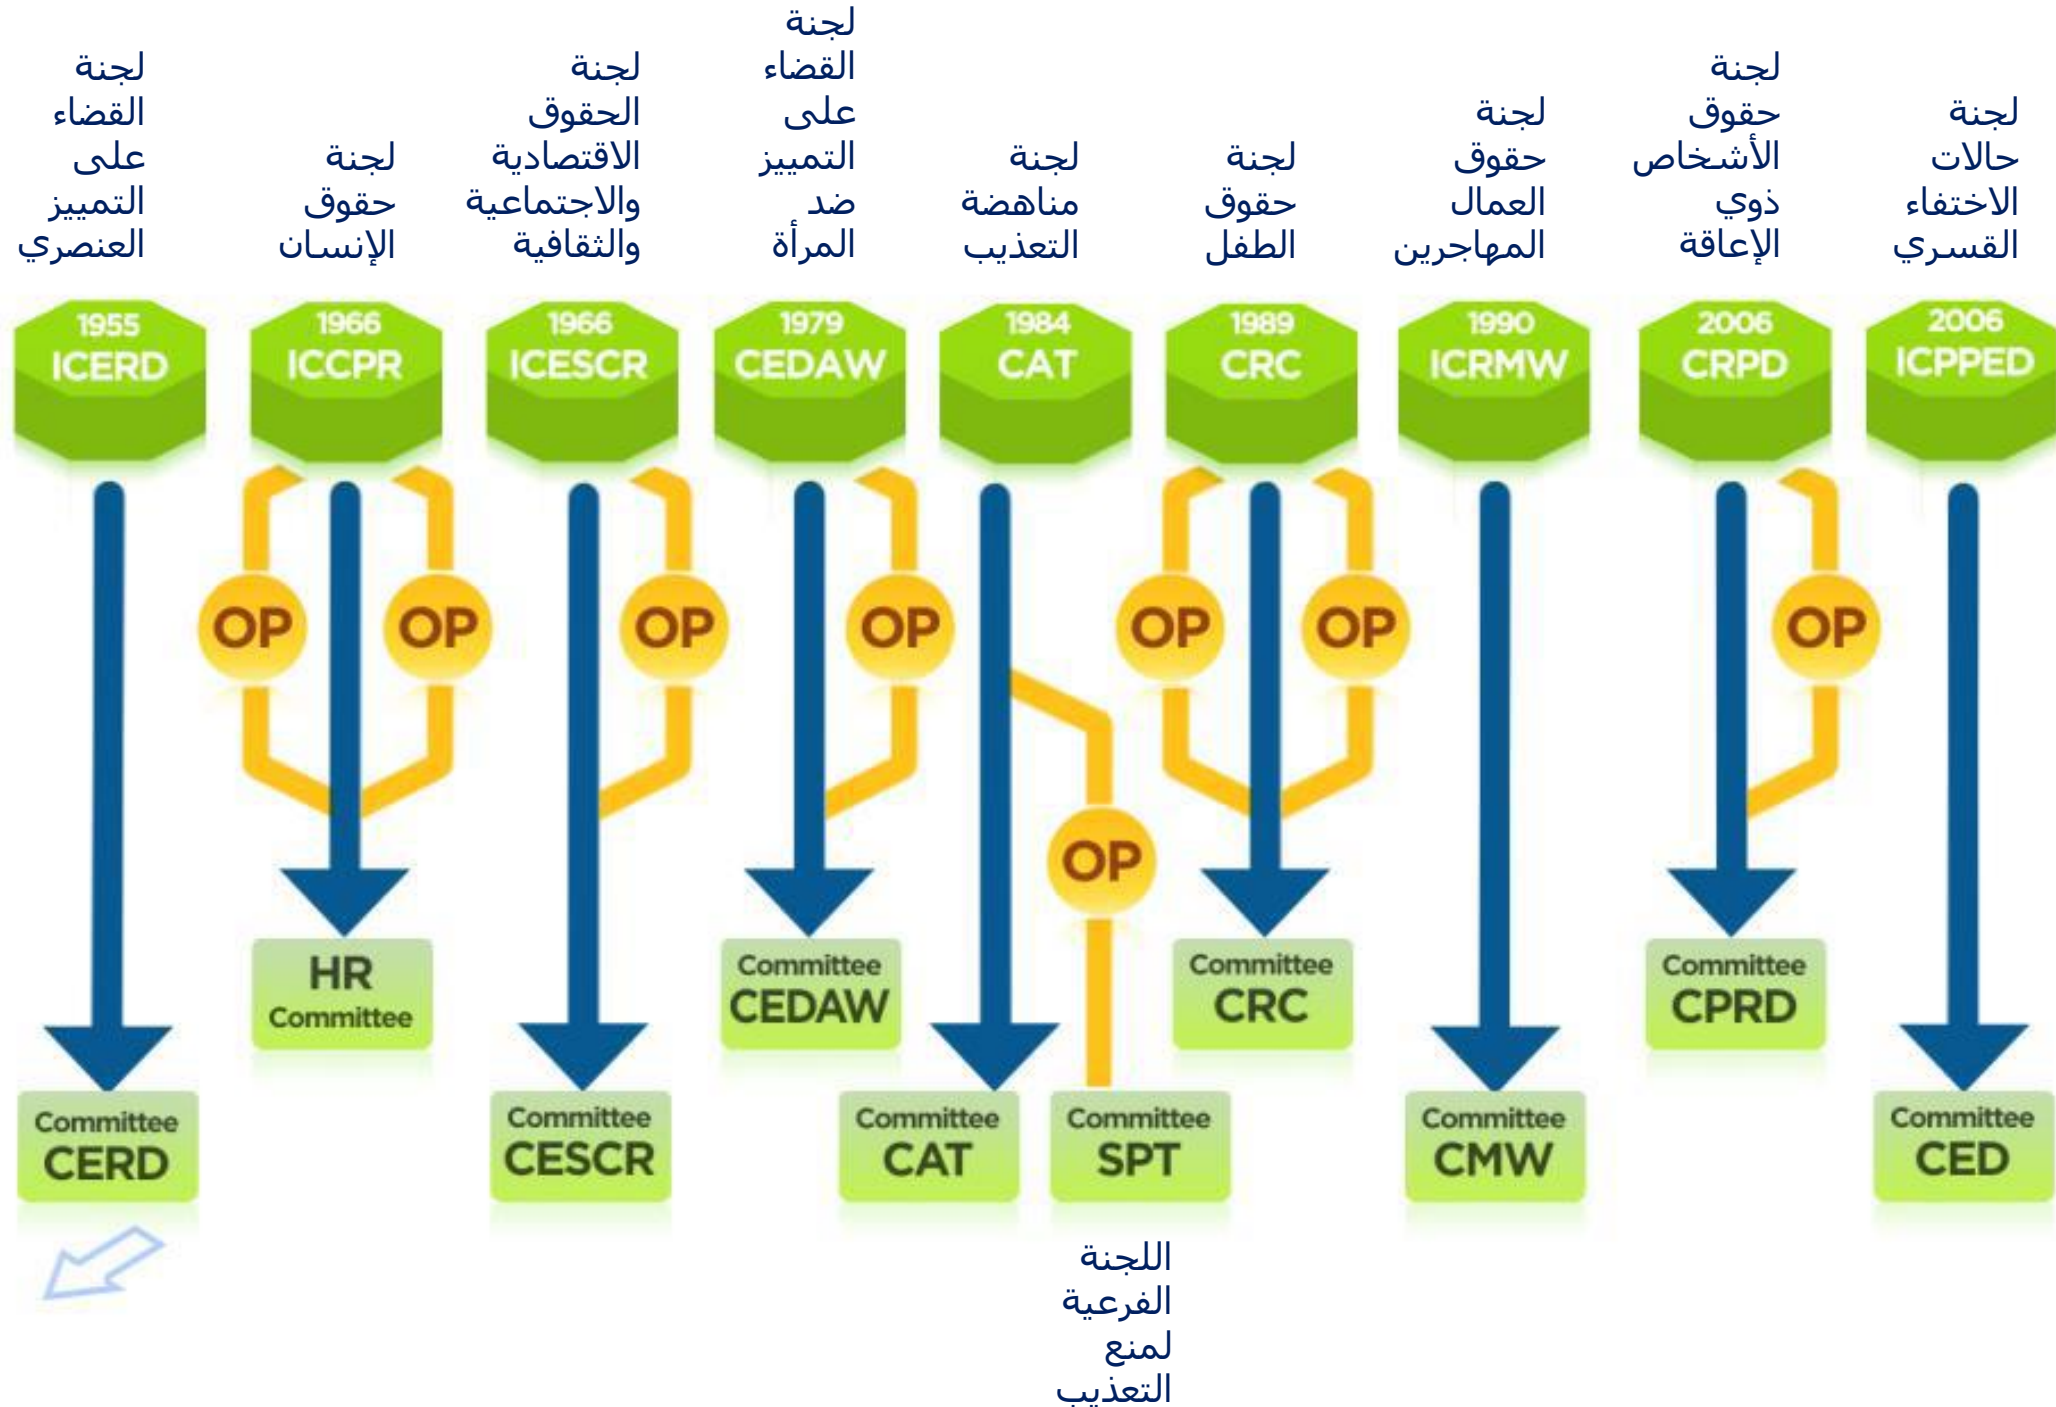 لجنة
القضاء
على
التمييز
العنصري
لجنة
حقوق
الإنسان
لجنة
الحقوق
الاقتصادية
والاجتماعية
والثقافية
لجنة
القضاء
على
التمييز
ضد
المرأة
لجنة
مناهضة
التعذيب
لجنة
حقوق
الطفل
لجنة
حقوق
العمال
المهاجرين
لجنة
حقوق
الأشخاص
ذوي
الإعاقة
لجنة
حالات
الاختفاء
القسري
1955
ICERD
1966
ICCPR
1966
ICESCR
1979
CEDAW
1984
CAT
1989
CRC
1990
ICRMW
2006
CRPD
2006
ICPPED
OP
OP
OP
OP
OP
OP
OP
OP
HR
Committee
Committee
CEDAW
Committee
CRC
Committee
CPRD
Committee
CERD
Committee
CESCR
Committee
CAT
Committee
SPT
Committee
CMW
Committee
CED
اللجنة
الفرعية
لمنع
التعذيب